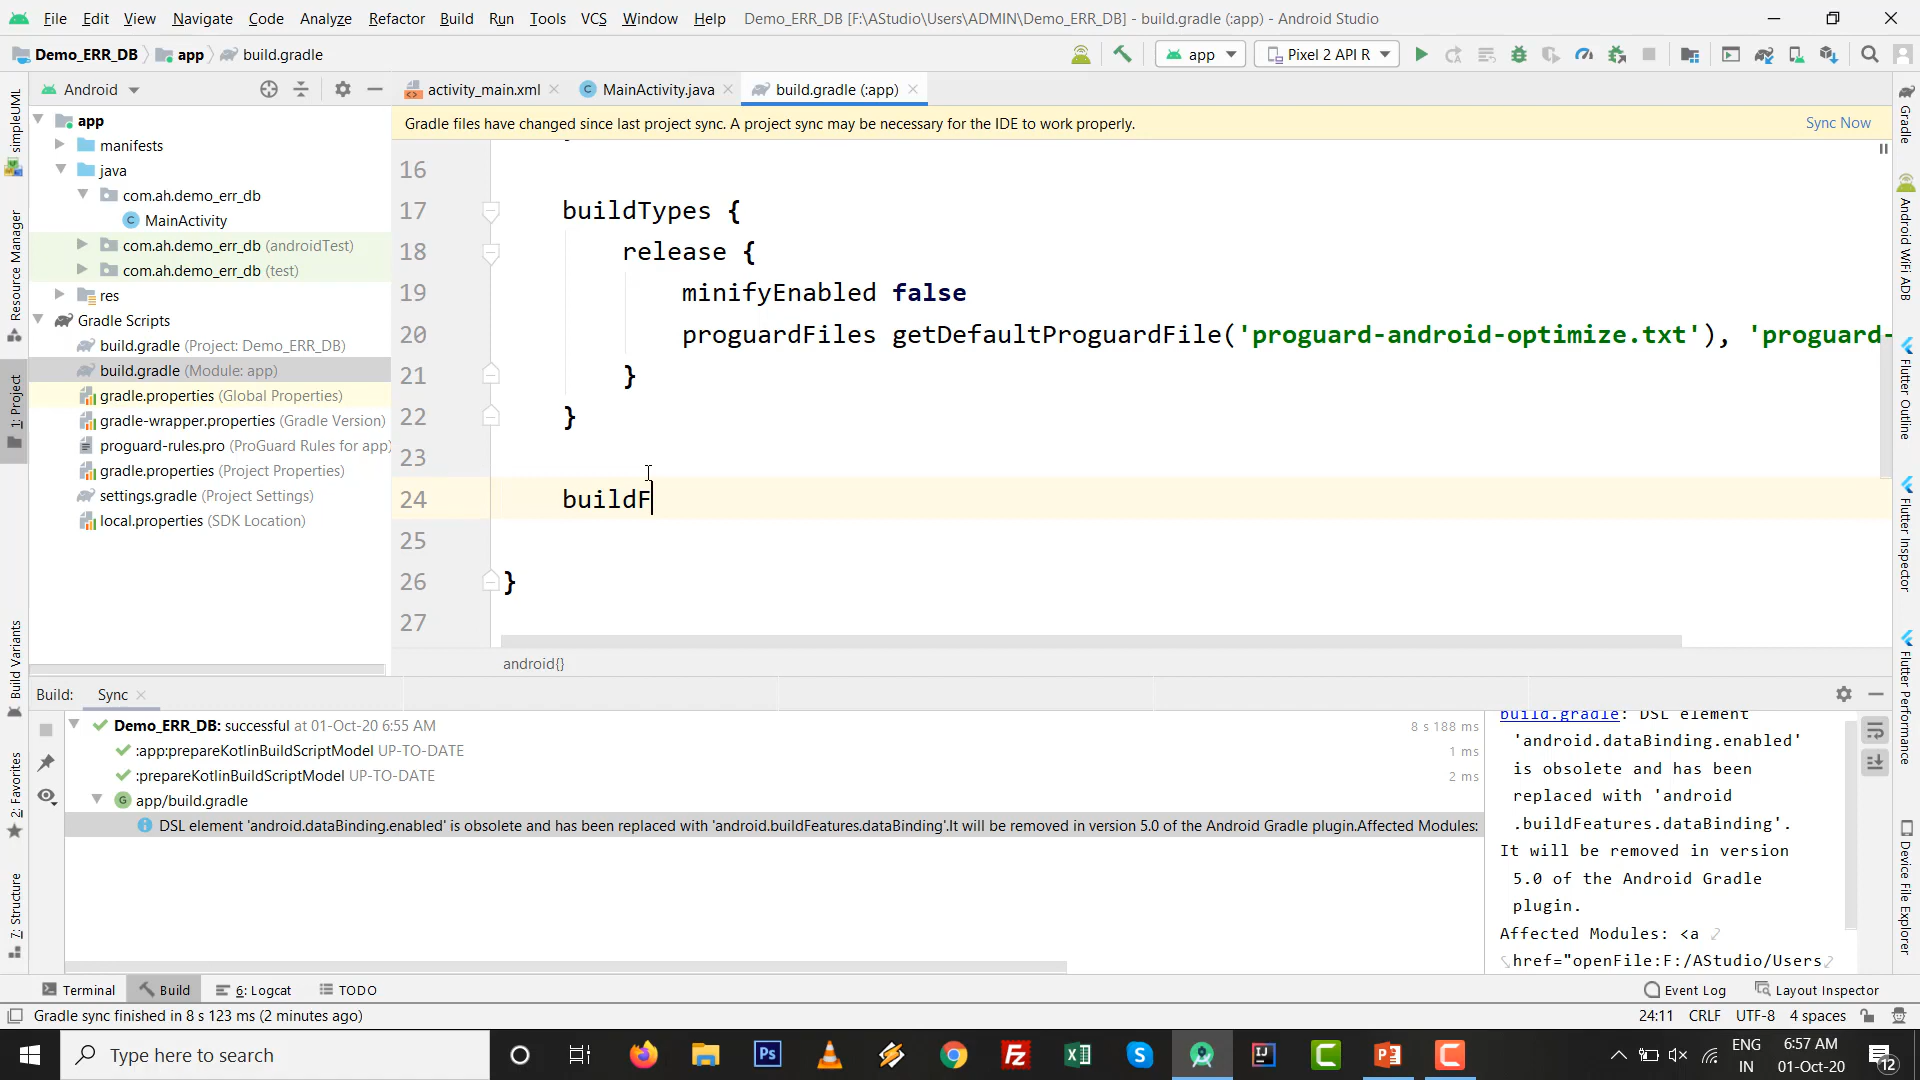 File Edit View Navigate Code Analyze Refactor Build Run Tools VCS Window Help Demo_ERR_DB [F:\AStudio\Users\ADMIN\Demo_ERR_DB] - build.gradle (:app) - Android Studio
Demo_ERR_DB app build.gradle
app Pixel 2 API R
Android
activity_main.xml MainActivity.java build.gradle (:app)
Gradle files have changed since last project sync. A project sync may be necessary for the IDE to work properly. Sync Now
app
manifests
java
com.ah.demo_err_db
MainActivity
com.ah.demo_err_db (androidTest)
com.ah.demo_err_db (test)
res
Gradle Scripts
build.gradle (Project: Demo_ERR_DB)
build.gradle (Module: app)
gradle.properties (Global Properties)
gradle-wrapper.properties (Gradle Version)
proguard-rules.pro (ProGuard Rules for app)
gradle.properties (Project Properties)
settings.gradle (Project Settings)
local.properties (SDK Location)
simpleUML
Resource Manager
1: Project
Build Variants
2: Favorites
7: Structure
16
17 buildTypes {
18 release {
19 minifyEnabled false
20 proguardFiles getDefaultProguardFile('proguard-android-optimize.txt'), 'proguard-
21 }
22 }
23
24 buildF
25
26 }
27
android{}
Gradle
Android WiFi ADB
Flutter Outline
Flutter Inspector
Flutter Performance
Device File Explorer
Build: Sync
Demo_ERR_DB: successful at 01-Oct-20 6:55 AM 8 s 188 ms
:app:prepareKotlinBuildScriptModel UP-TO-DATE 1 ms
:prepareKotlinBuildScriptModel UP-TO-DATE 2 ms
app/build.gradle
DSL element 'android.dataBinding.enabled' is obsolete and has been replaced with 'android.buildFeatures.dataBinding'.It will be removed in version 5.0 of the Android Gradle plugin.Affected Modules:
build.gradle: DSL element
'android.dataBinding.enabled'
is obsolete and has been
replaced with 'android
.buildFeatures.dataBinding'.
It will be removed in version
5.0 of the Android Gradle
plugin.
Affected Modules: <a
href="openFile:F:/AStudio/Users
Terminal Build 6: Logcat TODO Event Log Layout Inspector
Gradle sync finished in 8 s 123 ms (2 minutes ago) 24:11 CRLF UTF-8 4 spaces
Type here to search
ENG
IN
6:57 AM
01-Oct-20
12